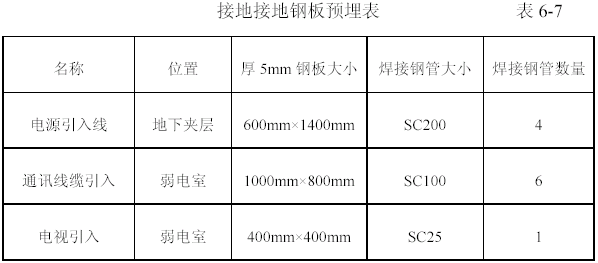 接地接地钢板预埋表 表 6-7
名称 位置 厚 5mm 钢板大小 焊接钢管大小 焊接钢管数量
电源引入线 地下夹层 600mm×1400mm SC200 4
通讯线缆引入 弱电室 1000mm×800mm SC100 6
电视引入 弱电室 400mm×400mm SC25 1